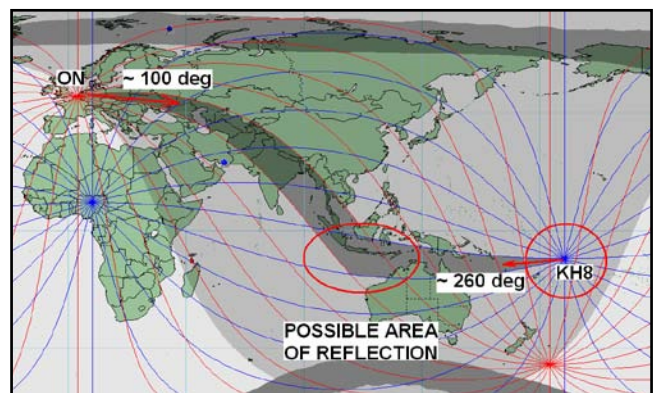 ON
~ 100 deg
~ 260 deg
KH8
POSSIBLE AREA
OF REFLECTION